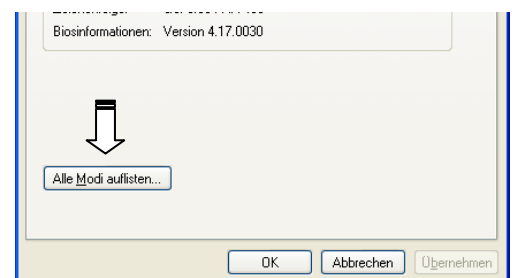 Biosinformationen: Version 4.17.0030
Alle Modi auflisten...
OK Abbrechen Übernehmen